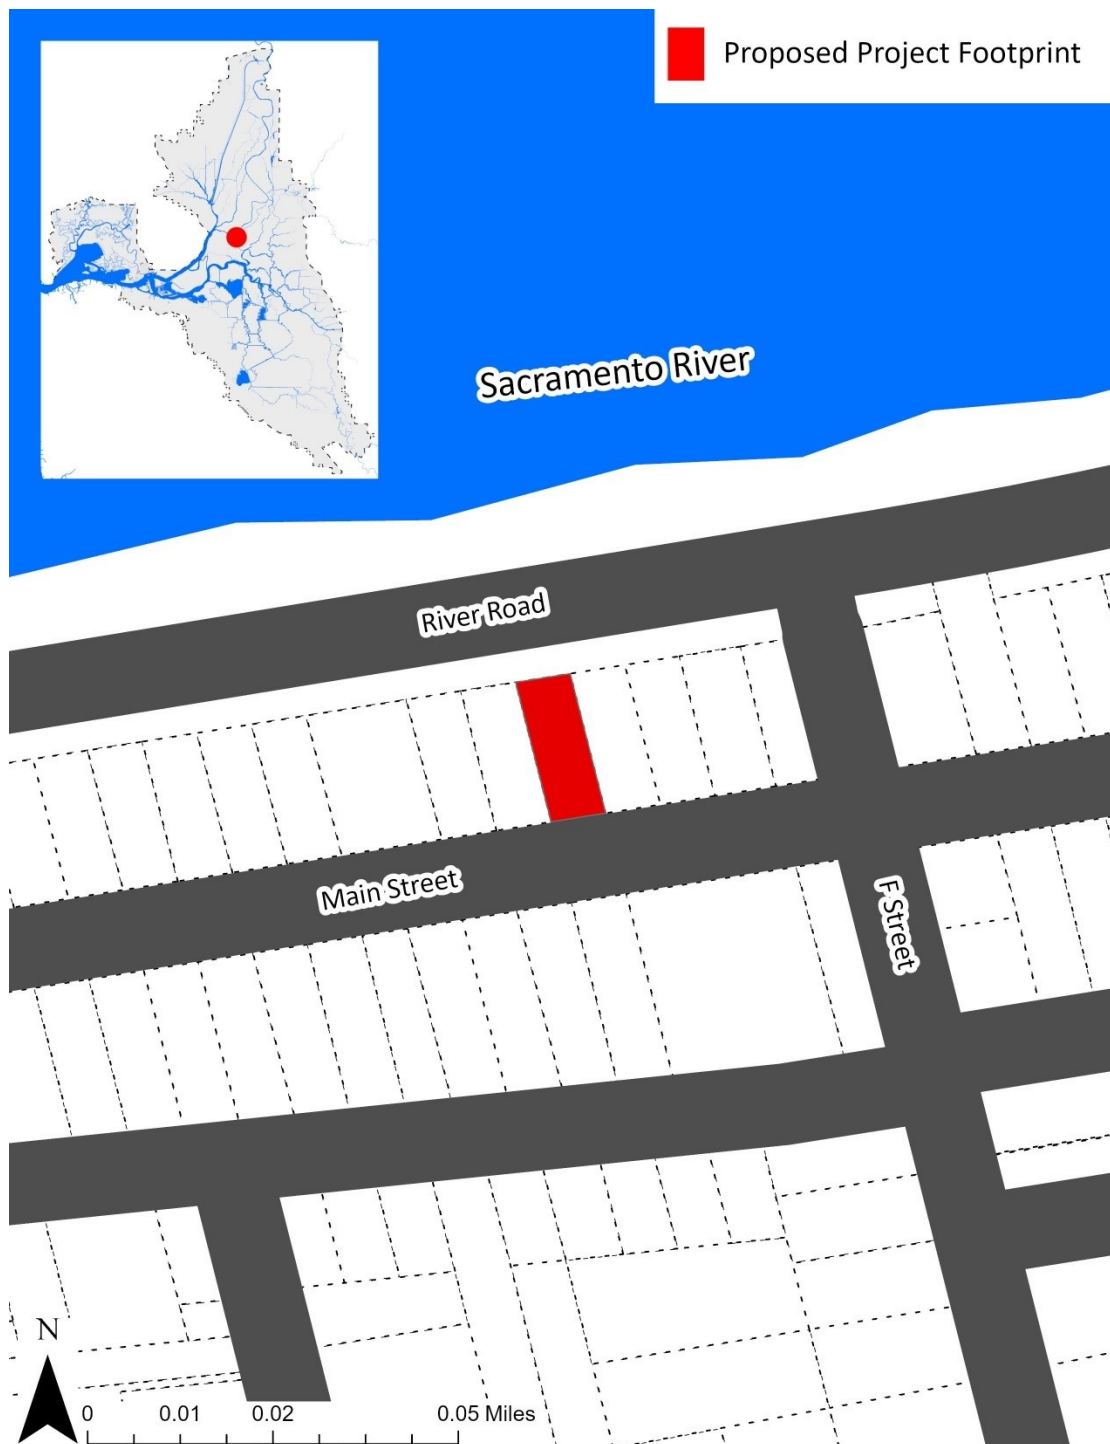 Proposed Project Footprint
Sacramento River
River Road
Main Street
F Street
N
0 0.01 0.02 0.05 Miles